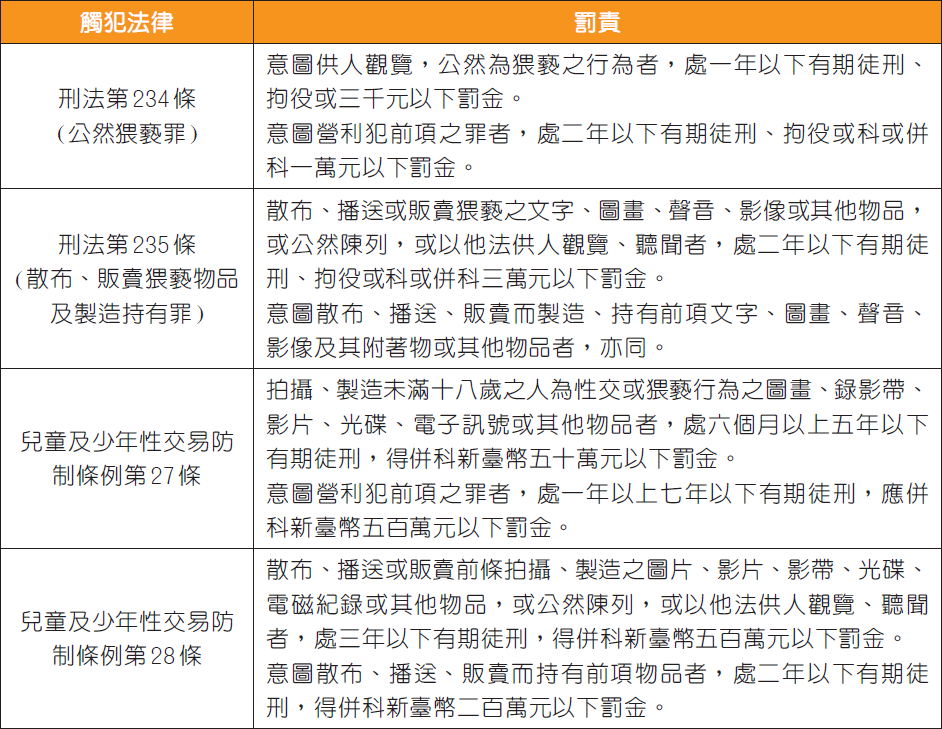 觸犯法律
罰責
刑法第234條
(公然猥褻罪)
意圖供人觀覽，公然為猥褻之行為者，處一年以下有期徒刑、
拘役或三千元以下罰金。
意圖營利犯前項之罪者，處二年以下有期徒刑、拘役或科或併
科一萬元以下罰金。
刑法第235條
(散布、販賣猥褻物品
及製造持有罪)
散布、播送或販賣猥褻之文字、圖畫、聲音、影像或其他物品，
或公然陳列，或以他法供人觀覽、聽聞者，處二年以下有期徒
刑、拘役或科或併科三萬元以下罰金。
意圖散布、播送、販賣而製造、持有前項文字、圖畫、聲音、
影像及其附著物或其他物品者，亦同。
兒童及少年性交易防
制條例第27條
拍攝、製造未滿十八歲之人為性交或猥褻行為之圖畫、錄影帶、
影片、光碟、電子訊號或其他物品者，處六個月以上五年以下
有期徒刑，得併科新臺幣五十萬元以下罰金。
意圖營利犯前項之罪者，處一年以上七年以下有期徒刑，應併
科新臺幣五百萬元以下罰金。
兒童及少年性交易防
制條例第28條
散布、播送或販賣前條拍攝、製造之圖片、影片、影帶、光碟、
電磁紀錄或其他物品，或公然陳列，或以他法供人觀覽、聽聞
者，處三年以下有期徒刑，得併科新臺幣五百萬元以下罰金。
意圖散布、播送、販賣而持有前項物品者，處二年以下有期徒
刑，得併科新臺幣二百萬元以下罰金。